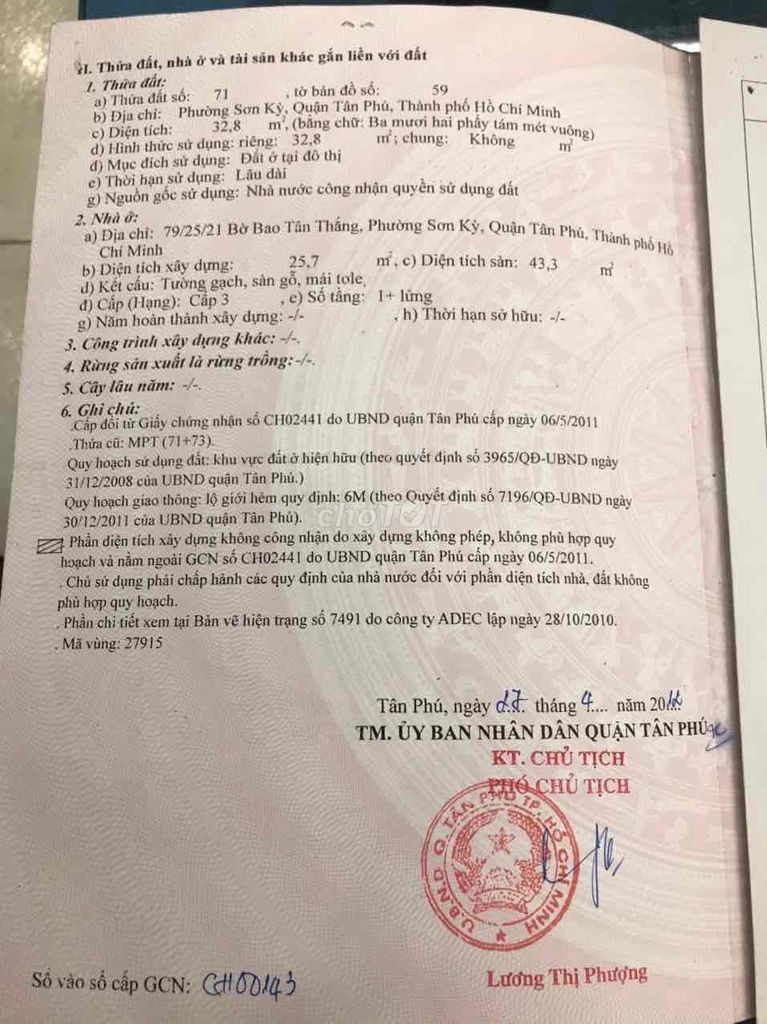 II. Thửa đất, nhà ở và tài sản khác gắn liền với đất
1. Thửa đất:
a) Thửa đất số: 71 , tờ bản đồ số: 59
b) Địa chỉ: Phường Sơn Kỳ, Quận Tân Phú, Thành phố Hồ Chí Minh
c) Diện tích: 32,8 m², (bằng chữ: Ba mươi hai phẩy tám mét vuông)
d) Hình thức sử dụng: riêng: 32,8 m²; chung: Không m²
đ) Mục đích sử dụng: Đất ở tại đô thị
e) Thời hạn sử dụng: Lâu dài
g) Nguồn gốc sử dụng: Nhà nước công nhận quyền sử dụng đất
2. Nhà ở:
a) Địa chỉ: 79/25/21 Bờ Bao Tân Thắng, Phường Sơn Kỳ, Quận Tân Phú, Thành phố Hồ
Chí Minh
b) Diện tích xây dựng: 25,7 m², c) Diện tích sàn: 43,3 m²
d) Kết cấu: Tường gạch, sàn gỗ, mái tole,
đ) Cấp (Hạng): Cấp 3 , e) Số tầng: 1+ lửng
g) Năm hoàn thành xây dựng: -/- , h) Thời hạn sở hữu: -/-
3. Công trình xây dựng khác: -/-.
4. Rừng sản xuất là rừng trồng:-/-.
5. Cây lâu năm: -/-.
6. Ghi chú:
.Cấp đổi từ Giấy chứng nhận số CH02441 do UBND quận Tân Phú cấp ngày 06/5/2011
.Thửa cũ: MPT (71+73).
Quy hoạch sử dụng đất: khu vực đất ở hiện hữu (theo quyết định số 3965/QĐ-UBND ngày
31/12/2008 của UBND quận Tân Phú.)
Quy hoạch giao thông: lộ giới hẻm quy định: 6M (theo Quyết định số 7196/QĐ-UBND ngày
30/12/2011 của UBND quận Tân Phú).
chợTỐT
: Phần diện tích xây dựng không công nhận do xây dựng không phép, không phù hợp quy
hoạch và nằm ngoài GCN số CH02441 do UBND quận Tân Phú cấp ngày 06/5/2011.
. Chủ sử dụng phải chấp hành các quy định của nhà nước đối với phần diện tích nhà, đất không
phù hợp quy hoạch.
. Phần chi tiết xem tại Bản vẽ hiện trạng số 7491 do công ty ADEC lập ngày 28/10/2010.
. Mã vùng: 27915
Tân Phú, ngày 27 tháng 4 năm 2012
TM. ỦY BAN NHÂN DÂN QUẬN TÂN PHÚ
KT. CHỦ TỊCH
PHÓ CHỦ TỊCH
U.B.N.D Q. TÂN PHÚ TP. HỒ CHÍ MINH
Lương Thị Phượng
Số vào sổ cấp GCN: CH00143